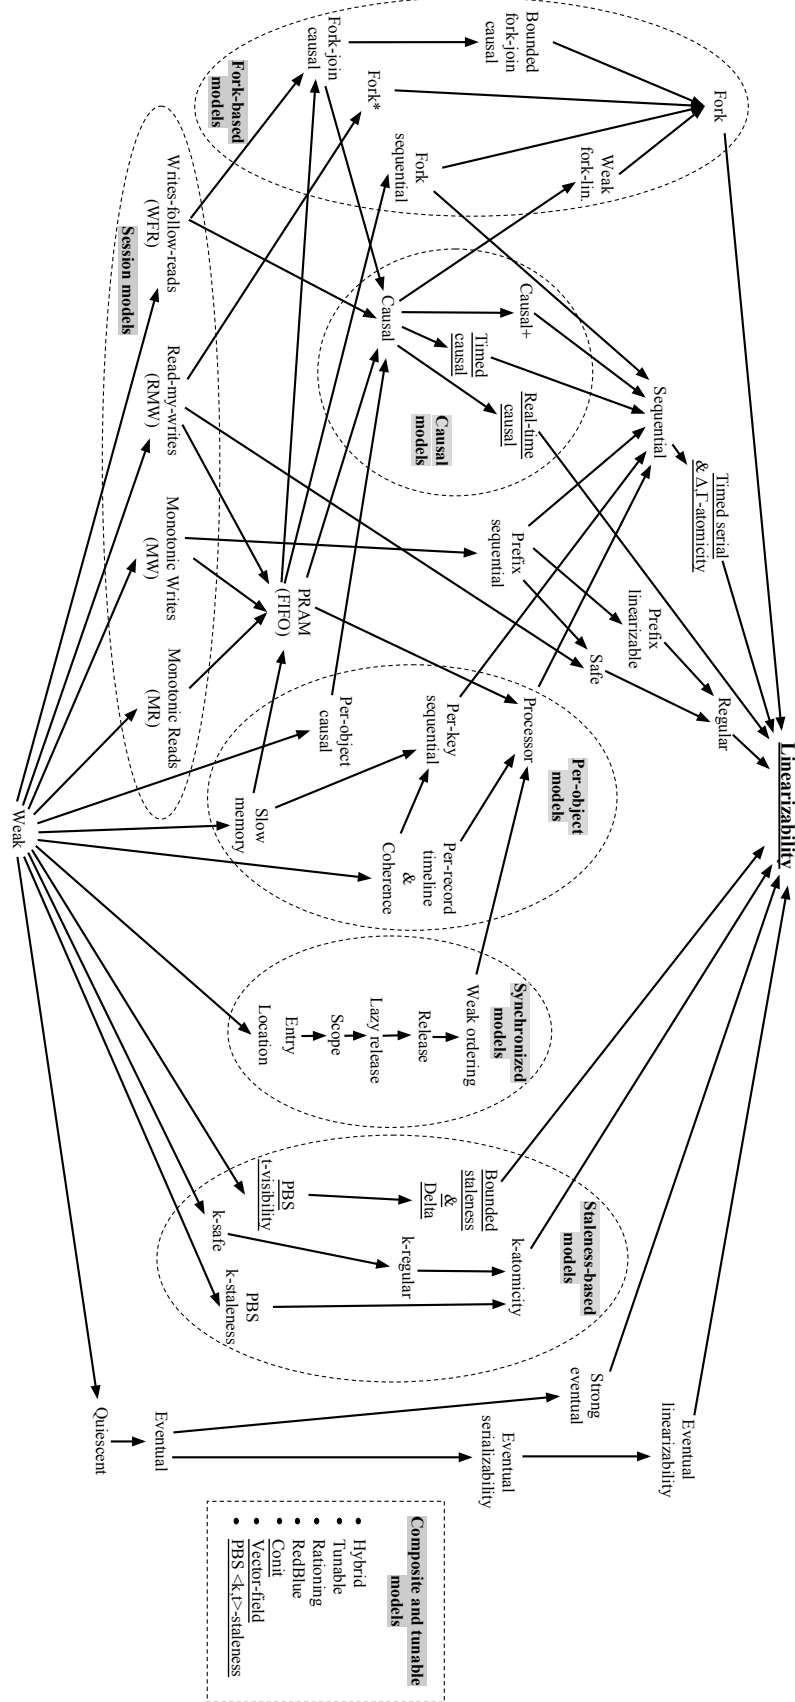 Linearizability
Fork
Bounded
fork-join
causal
Fork-join
causal
Fork*
Fork
sequential
Weak
fork-lin.
Fork-based
models
Writes-follow-reads
(WFR)
Read-my-writes
(RMW)
Monotonic Writes
(MW)
Monotonic Reads
(MR)
Session models
Causal
Causal+
Timed
causal
Real-time
causal
Causal
models
Sequential
Timed serial
& Δ,Γ-atomicity
Prefix
sequential
Prefix
linearizable
Safe
Regular
PRAM
(FIFO)
Per-object
causal
Slow
memory
Per-key
sequential
Processor
Per-record
timeline
&
Coherence
Per-object
models
Weak
Synchronized
models
Weak ordering
Release
Lazy release
Scope
Entry
Location
Staleness-based
models
Bounded
staleness
&
Delta
PBS
t-visibility
k-safe
k-regular
k-atomicity
PBS
k-staleness
Strong
eventual
Eventual
linearizability
Eventual
serializability
Eventual
Quiescent
Composite and tunable
models
• Hybrid
• Tunable
• Rationing
• RedBlue
• Conit
• Vector-field
• PBS <k,t>-staleness